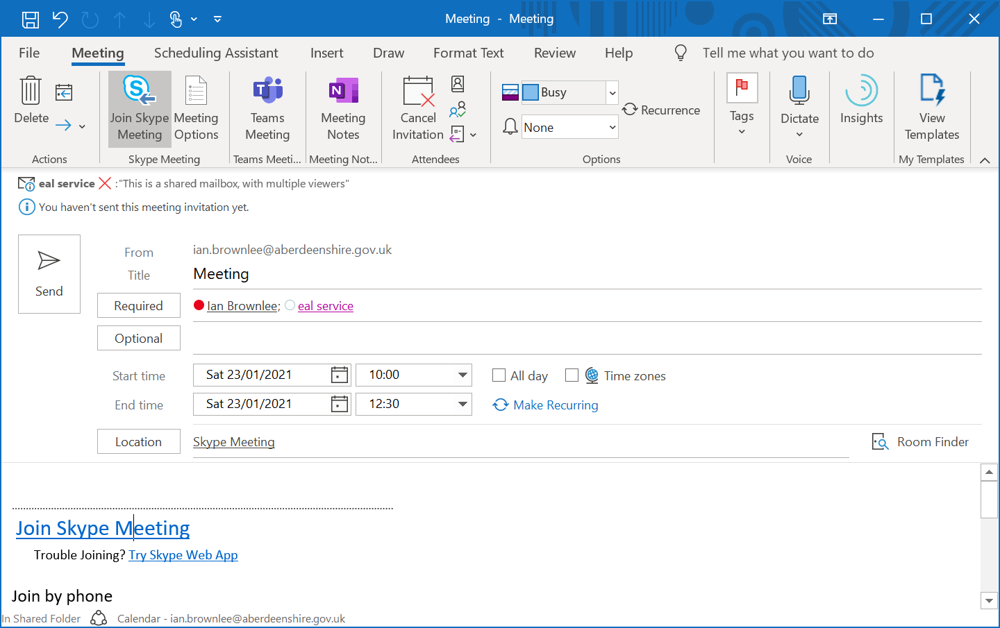 Meeting - Meeting
File Meeting Scheduling Assistant Insert Draw Format Text Review Help Tell me what you want to do
Delete
Join Skype Meeting
Meeting Options
Teams Meeting
Meeting Notes
Cancel Invitation
Busy
None
Recurrence
Tags
Dictate
Insights
View Templates
Actions Skype Meeting Teams Meeti... Meeting Not... Attendees Options Voice My Templates
eal service :"This is a shared mailbox, with multiple viewers"
You haven't sent this meeting invitation yet.
Send
From ian.brownlee@aberdeenshire.gov.uk
Title Meeting
Required Ian Brownlee; eal service
Optional
Start time Sat 23/01/2021 10:00 All day Time zones
End time Sat 23/01/2021 12:30 Make Recurring
Location Skype Meeting Room Finder
Join Skype Meeting
Trouble Joining? Try Skype Web App
Join by phone
In Shared Folder Calendar - ian.brownlee@aberdeenshire.gov.uk